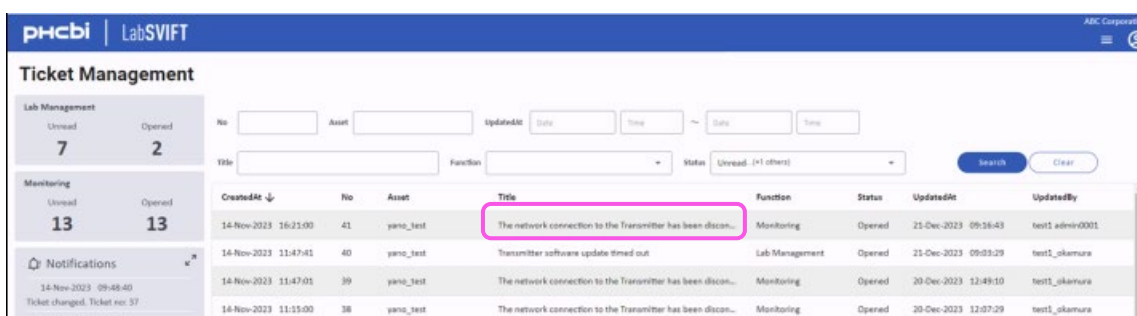 PHCbi | LabSVIFT
ABC Corporati
Ticket Management
Lab Management
Unread Opened
7 2
Monitoring
Unread Opened
13 13
Notifications
14-Nov-2023 09:48:40
Ticket changed. Ticket no: 37
No Asset UpdatedAt Date Time ~ Date Time
Title Function Status Unread...(+1 others) Search Clear
CreatedAt ↓ No Asset Title Function Status UpdatedAt UpdatedBy
14-Nov-2023 16:21:00 41 yano_test The network connection to the Transmitter has been discon... Monitoring Opened 21-Dec-2023 09:16:43 test1 admin0001
14-Nov-2023 11:47:41 40 yano_test Transmitter software update timed out Lab Management Opened 21-Dec-2023 09:03:29 test1_okamura
14-Nov-2023 11:47:01 39 yano_test The network connection to the Transmitter has been discon... Monitoring Opened 20-Dec-2023 12:49:10 test1_okamura
14-Nov-2023 11:15:00 38 yano_test The network connection to the Transmitter has been discon... Monitoring Opened 20-Dec-2023 12:07:29 test1_okamura